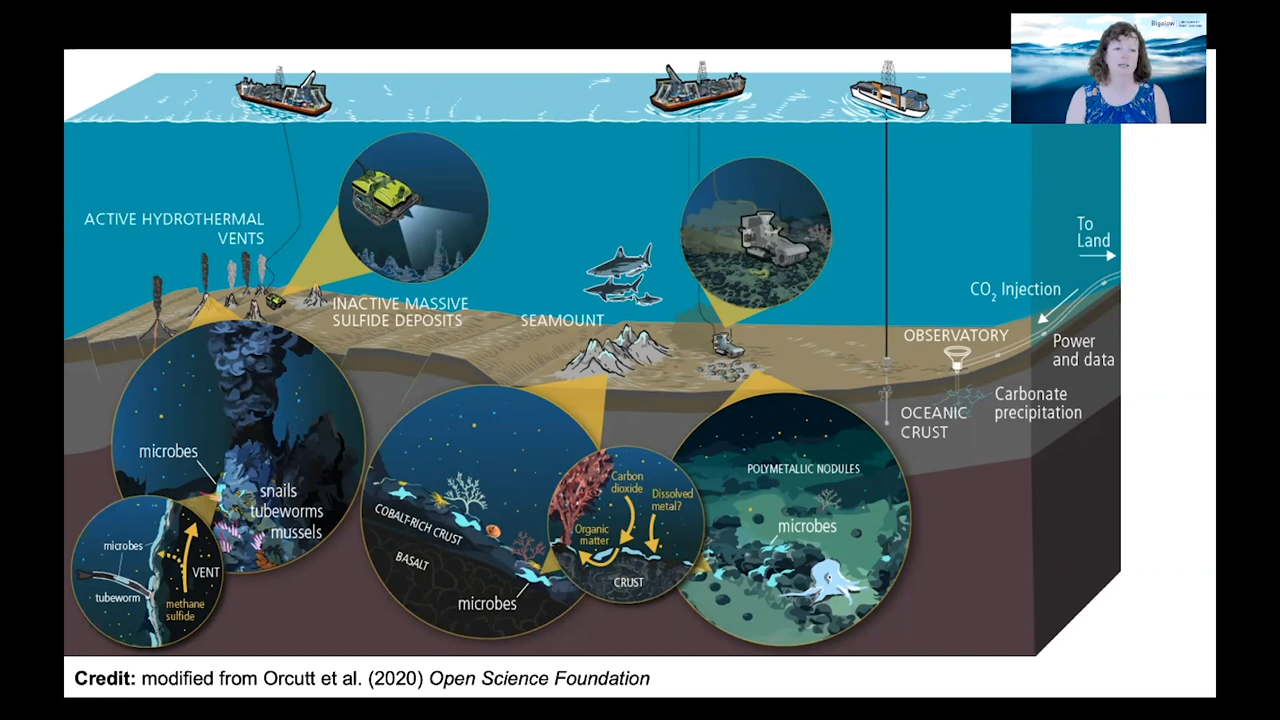 Bigelow
ACTIVE HYDROTHERMAL
VENTS
INACTIVE MASSIVE
SULFIDE DEPOSITS
SEAMOUNT
To
Land
CO₂ Injection
OBSERVATORY
Power
and data
Carbonate
precipitation
OCEANIC
CRUST
microbes
snails
tubeworms
mussels
microbes
tubeworm
VENT
methane
sulfide
COBALT-RICH CRUST
BASALT
microbes
Carbon
dioxide
Dissolved
metal?
Organic
matter
CRUST
POLYMETALLIC NODULES
microbes
Credit: modified from Orcutt et al. (2020) Open Science Foundation